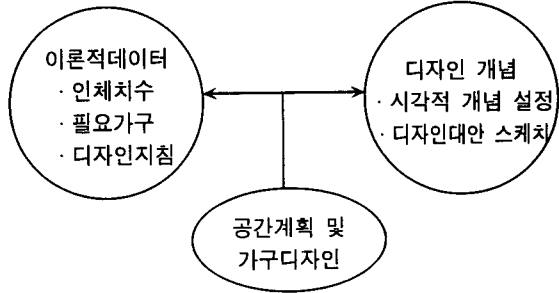 이론적데이터
· 인체치수
· 필요가구
· 디자인지침
디자인 개념
· 시각적 개념 설정
· 디자인대안 스케치
공간계획 및
가구디자인